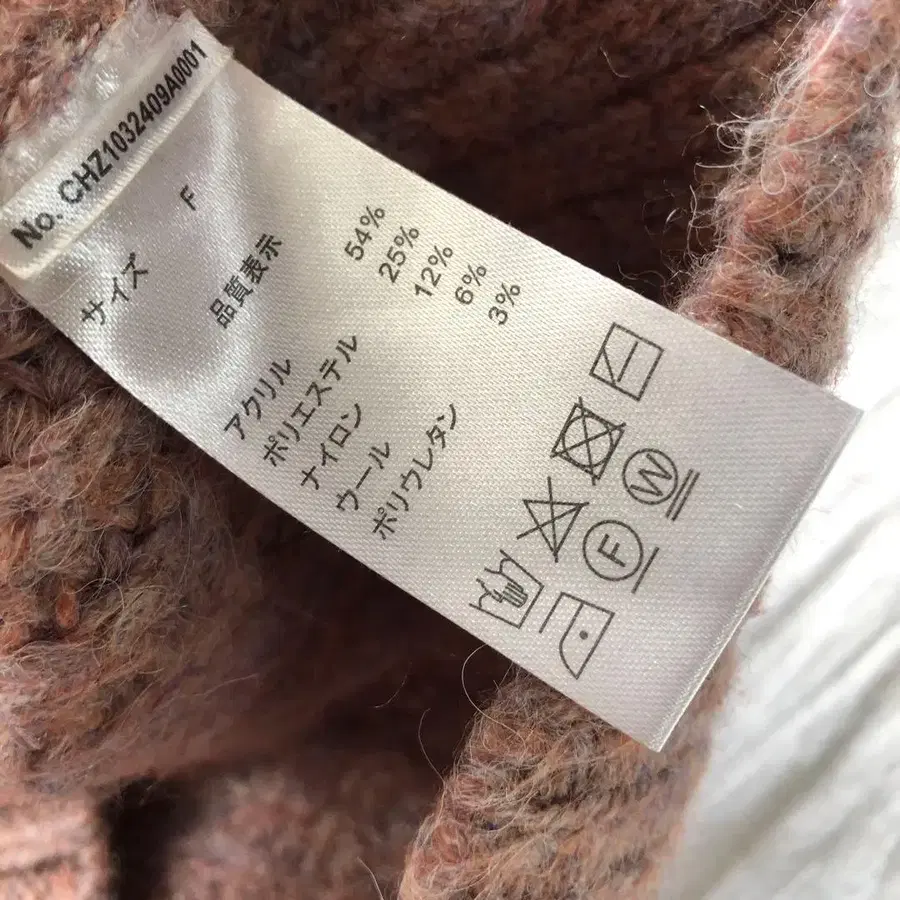 No. CHZ1032409A0001
サイズ F
品質表示
アクリル 54%
ポリエステル 25%
ナイロン 12%
ウール 6%
ポリウレタン 3%
F W